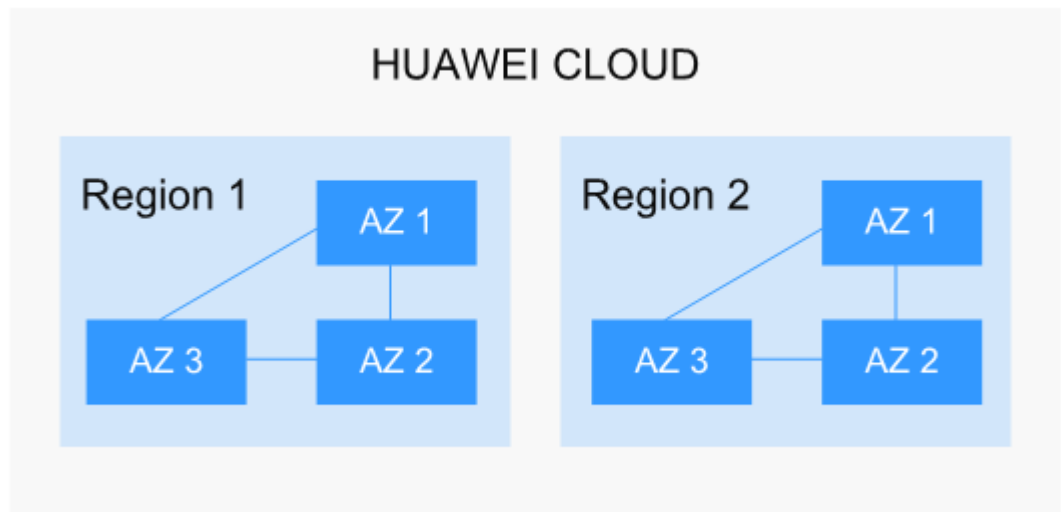 HUAWEI CLOUD
Region 1
AZ 1
AZ 3
AZ 2
Region 2
AZ 1
AZ 3
AZ 2